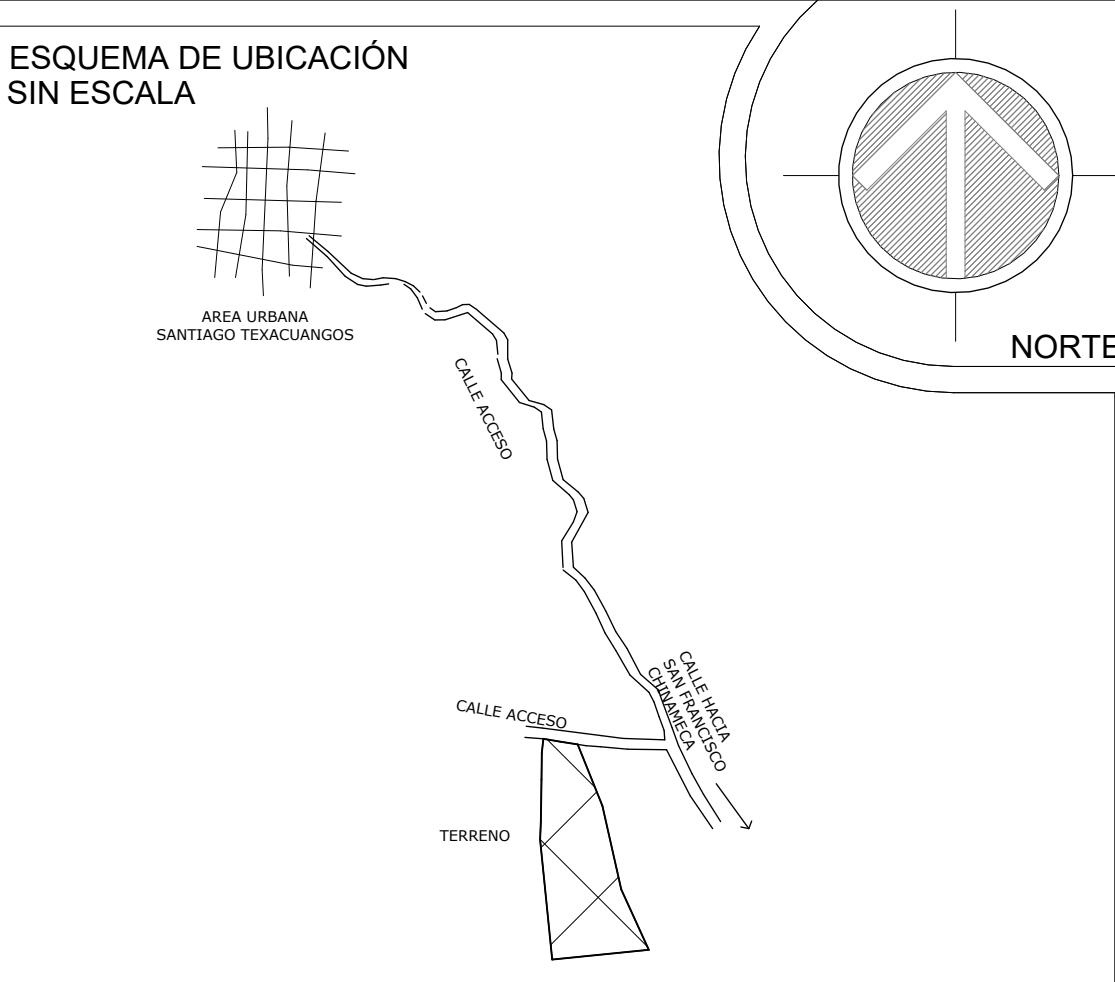 ESQUEMA DE UBICACIÓN
SIN ESCALA
NORTE
AREA URBANA
SANTIAGO TEXACUANGOS
CALLE ACCESO
CALLE HACIA
SAN FRANCISCO
CHINAMECA
CALLE ACCESO
TERRENO